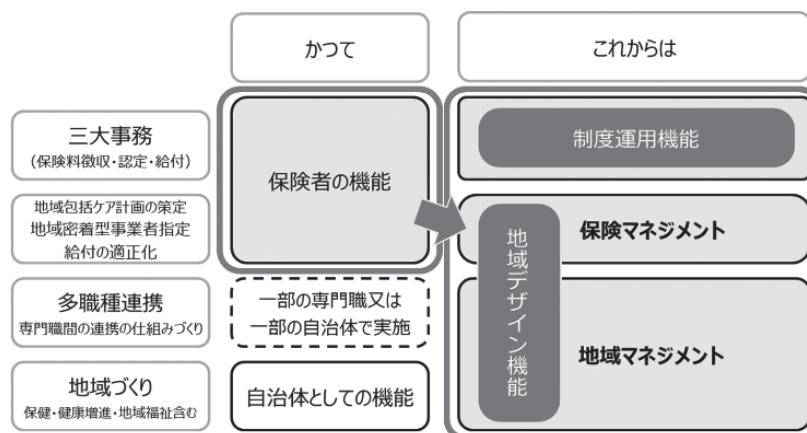 かつて
これからは
三大事務
（保険料徴収・認定・給付）
保険者の機能
制度運用機能
地域包括ケア計画の策定
地域密着型事業者指定
給付の適正化
保険マネジメント
地域デザイン機能
多職種連携
専門職間の連携の仕組みづくり
一部の専門職又は
一部の自治体で実施
地域マネジメント
地域づくり
保健・健康増進・地域福祉含む
自治体としての機能